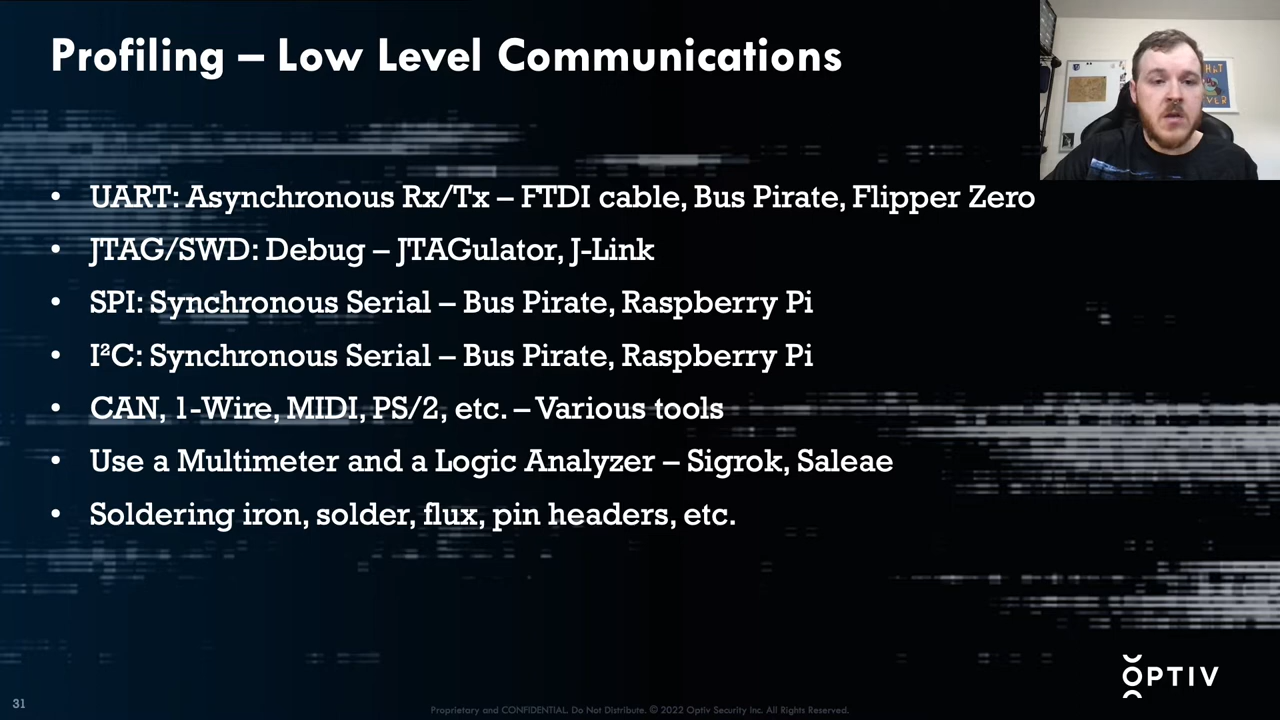 Profiling – Low Level Communications
• UART: Asynchronous Rx/Tx – FTDI cable, Bus Pirate, Flipper Zero
• JTAG/SWD: Debug – JTAGulator, J-Link
• SPI: Synchronous Serial – Bus Pirate, Raspberry Pi
• I²C: Synchronous Serial – Bus Pirate, Raspberry Pi
• CAN, 1-Wire, MIDI, PS/2, etc. – Various tools
• Use a Multimeter and a Logic Analyzer – Sigrok, Saleae
• Soldering iron, solder, flux, pin headers, etc.
OPTIV
31
Proprietary and CONFIDENTIAL. Do Not Distribute. © 2022 Optiv Security Inc. All Rights Reserved.